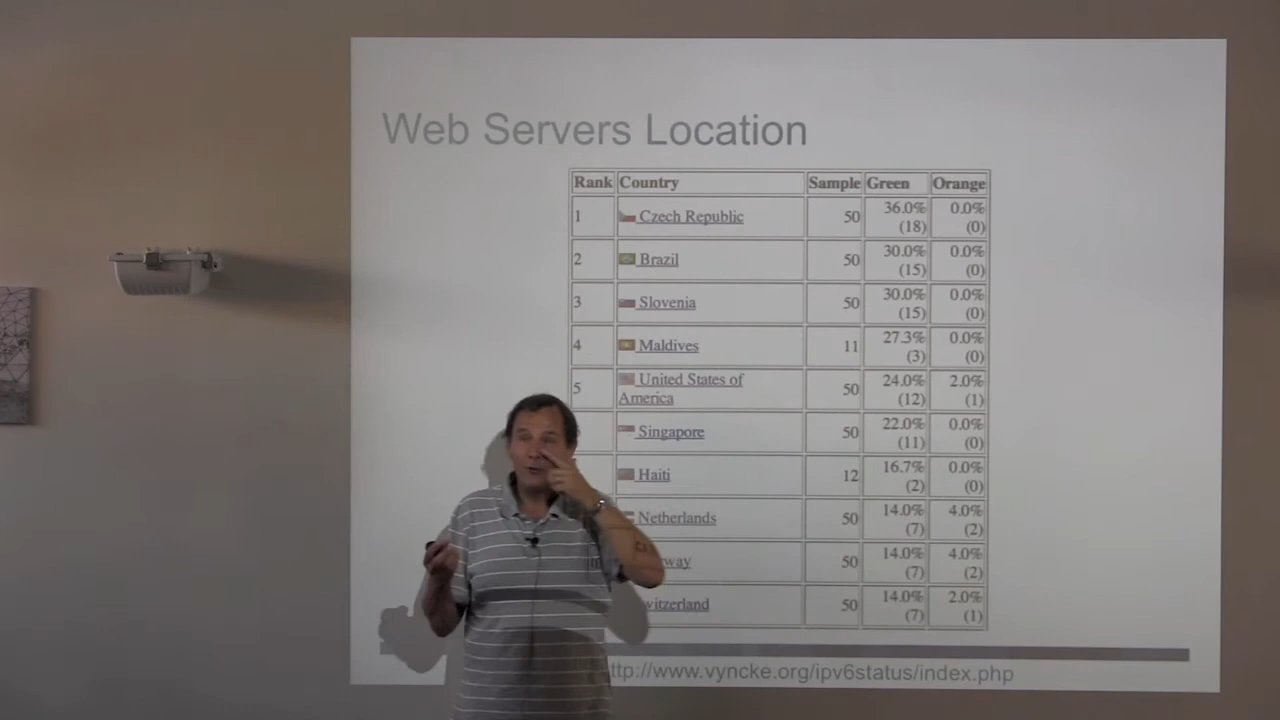 Web Servers Location
Rank Country Sample Green Orange
1 Czech Republic 50 36.0% (18) 0.0% (0)
2 Brazil 50 30.0% (15) 0.0% (0)
3 Slovenia 50 30.0% (15) 0.0% (0)
4 Maldives 11 27.3% (3) 0.0% (0)
5 United States of America 50 24.0% (12) 2.0% (1)
Singapore 50 22.0% (11) 0.0% (0)
Haiti 12 16.7% (2) 0.0% (0)
Netherlands 50 14.0% (7) 4.0% (2)
way 50 14.0% (7) 4.0% (2)
witzerland 50 14.0% (7) 2.0% (1)
ttp://www.vyncke.org/ipv6status/index.php